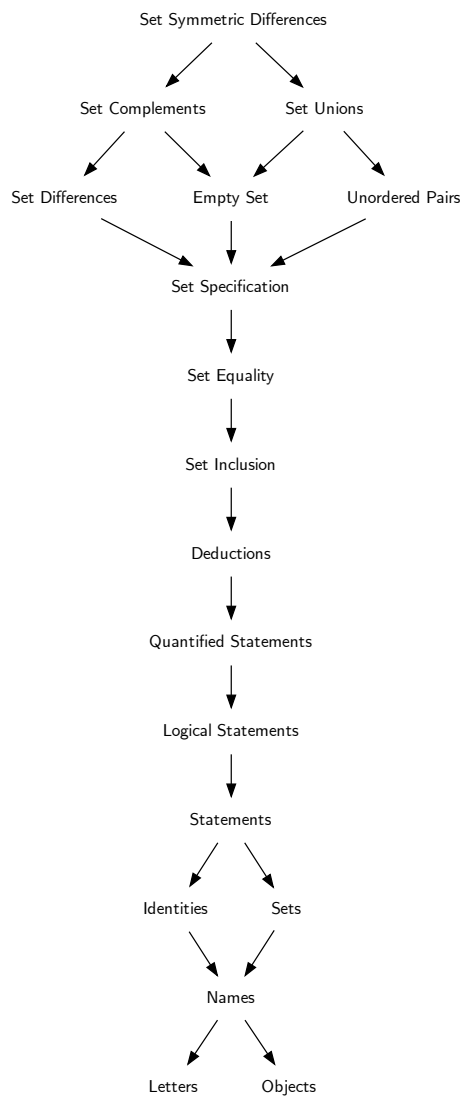 Set Symmetric Differences
Set Complements
Set Unions
Set Differences
Empty Set
Unordered Pairs
Set Specification
Set Equality
Set Inclusion
Deductions
Quantified Statements
Logical Statements
Statements
Identities
Sets
Names
Letters
Objects